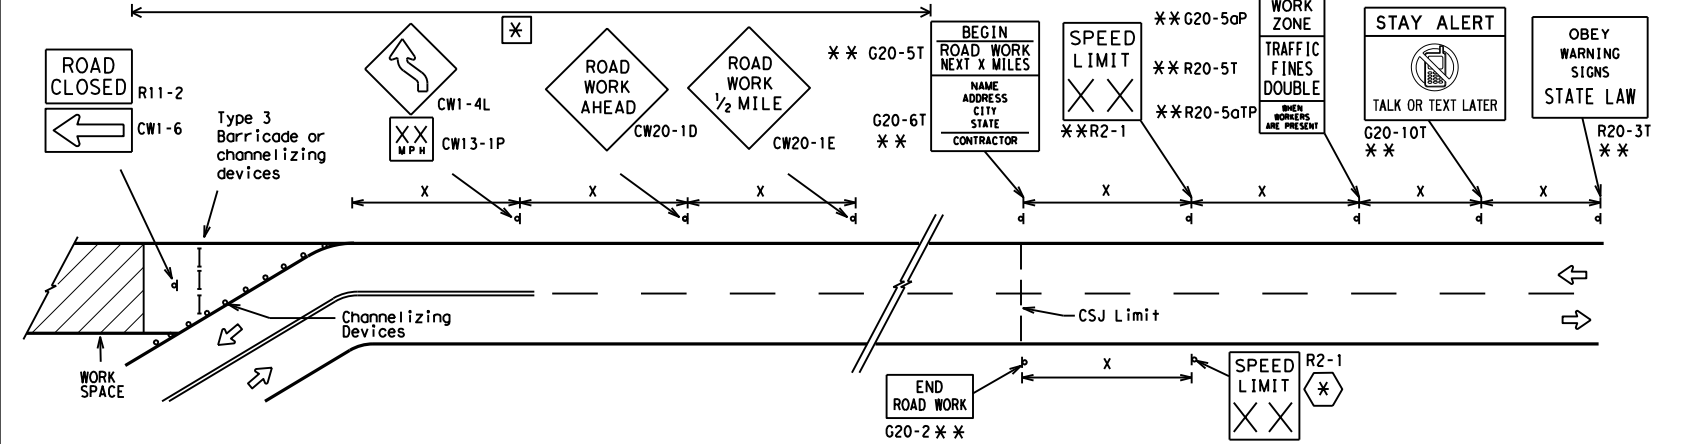 ROAD
CLOSED
R11-2
CW1-6
Type 3
Barricade or
channelizing
devices
*
CW1-4L
XX
MPH
CW13-1P
ROAD
WORK
AHEAD
CW20-1D
ROAD
WORK
1/2 MILE
CW20-1E
** G20-5T
BEGIN
ROAD WORK
NEXT X MILES
NAME
ADDRESS
CITY
STATE
CONTRACTOR
G20-6T
**
SPEED
LIMIT
XX
**R2-1
**G20-5aP
**R20-5T
**R20-5aTP
WORK
ZONE
TRAFFIC
FINES
DOUBLE
WHEN
WORKERS
ARE PRESENT
STAY ALERT
TALK OR TEXT LATER
G20-10T
**
OBEY
WARNING
SIGNS
STATE LAW
R20-3T
**
X X X X X X X
Channelizing
Devices
CSJ Limit
WORK
SPACE
X
END
ROAD WORK
G20-2 **
SPEED
LIMIT
XX
R2-1
*